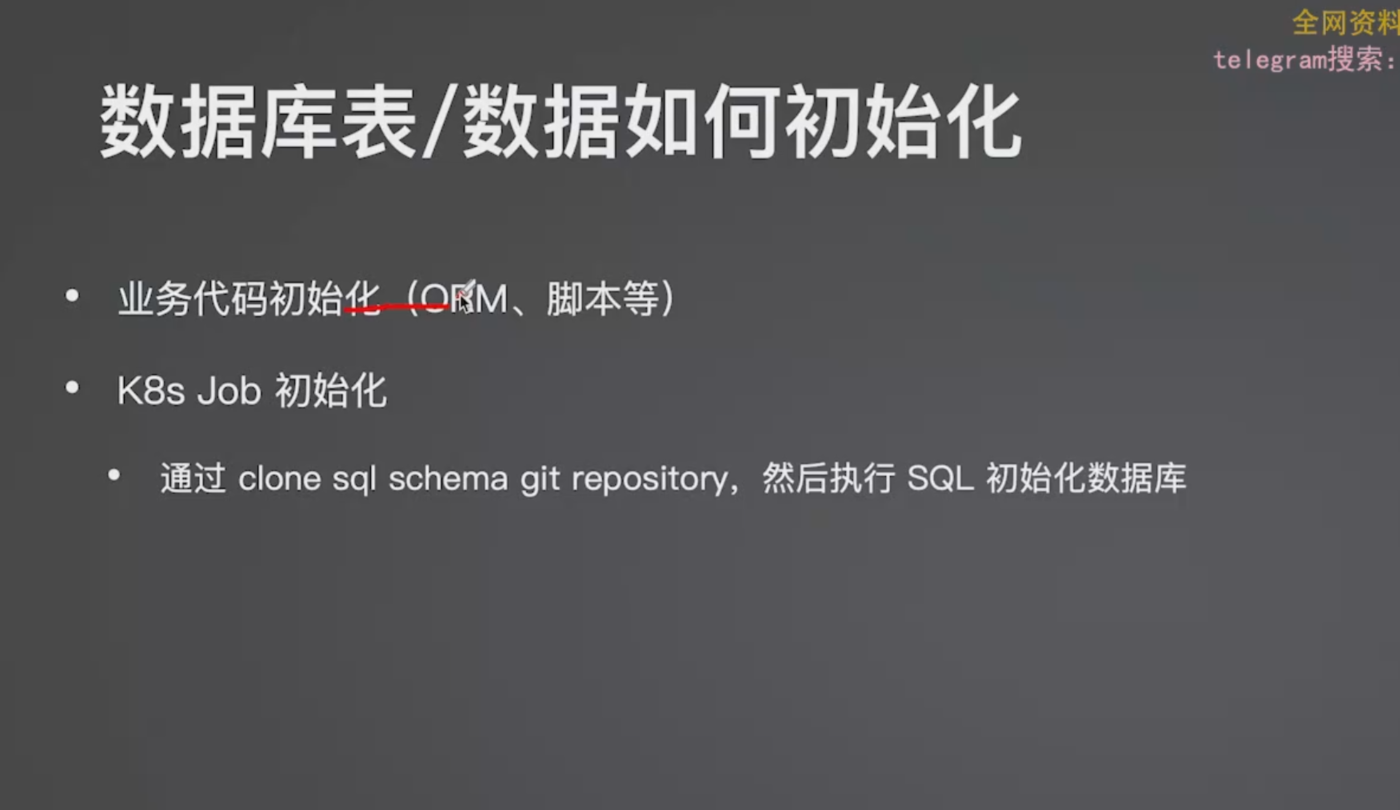 全网资料
telegram搜索：
数据库表/数据如何初始化
• 业务代码初始化（ORM、脚本等）
• K8s Job 初始化
• 通过 clone sql schema git repository，然后执行 SQL 初始化数据库